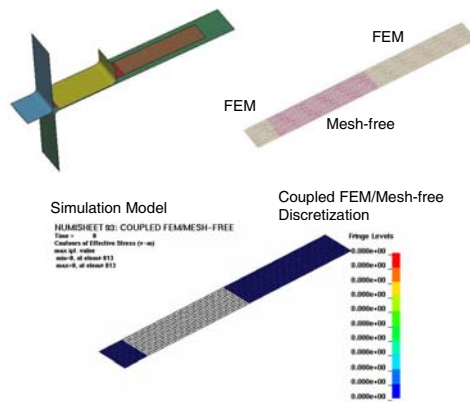 FEM
FEM
Mesh-free
Simulation Model
Coupled FEM/Mesh-free
Discretization
NUMISHEET 93: COUPLED FEM/MESH-FREE
Time = 0
Contours of Effective Stress (v-m)
max ipt. value
min=0, at elem# 813
max=0, at elem# 813
Fringe Levels
0.000e+00
0.000e+00
0.000e+00
0.000e+00
0.000e+00
0.000e+00
0.000e+00
0.000e+00
0.000e+00
0.000e+00
0.000e+00